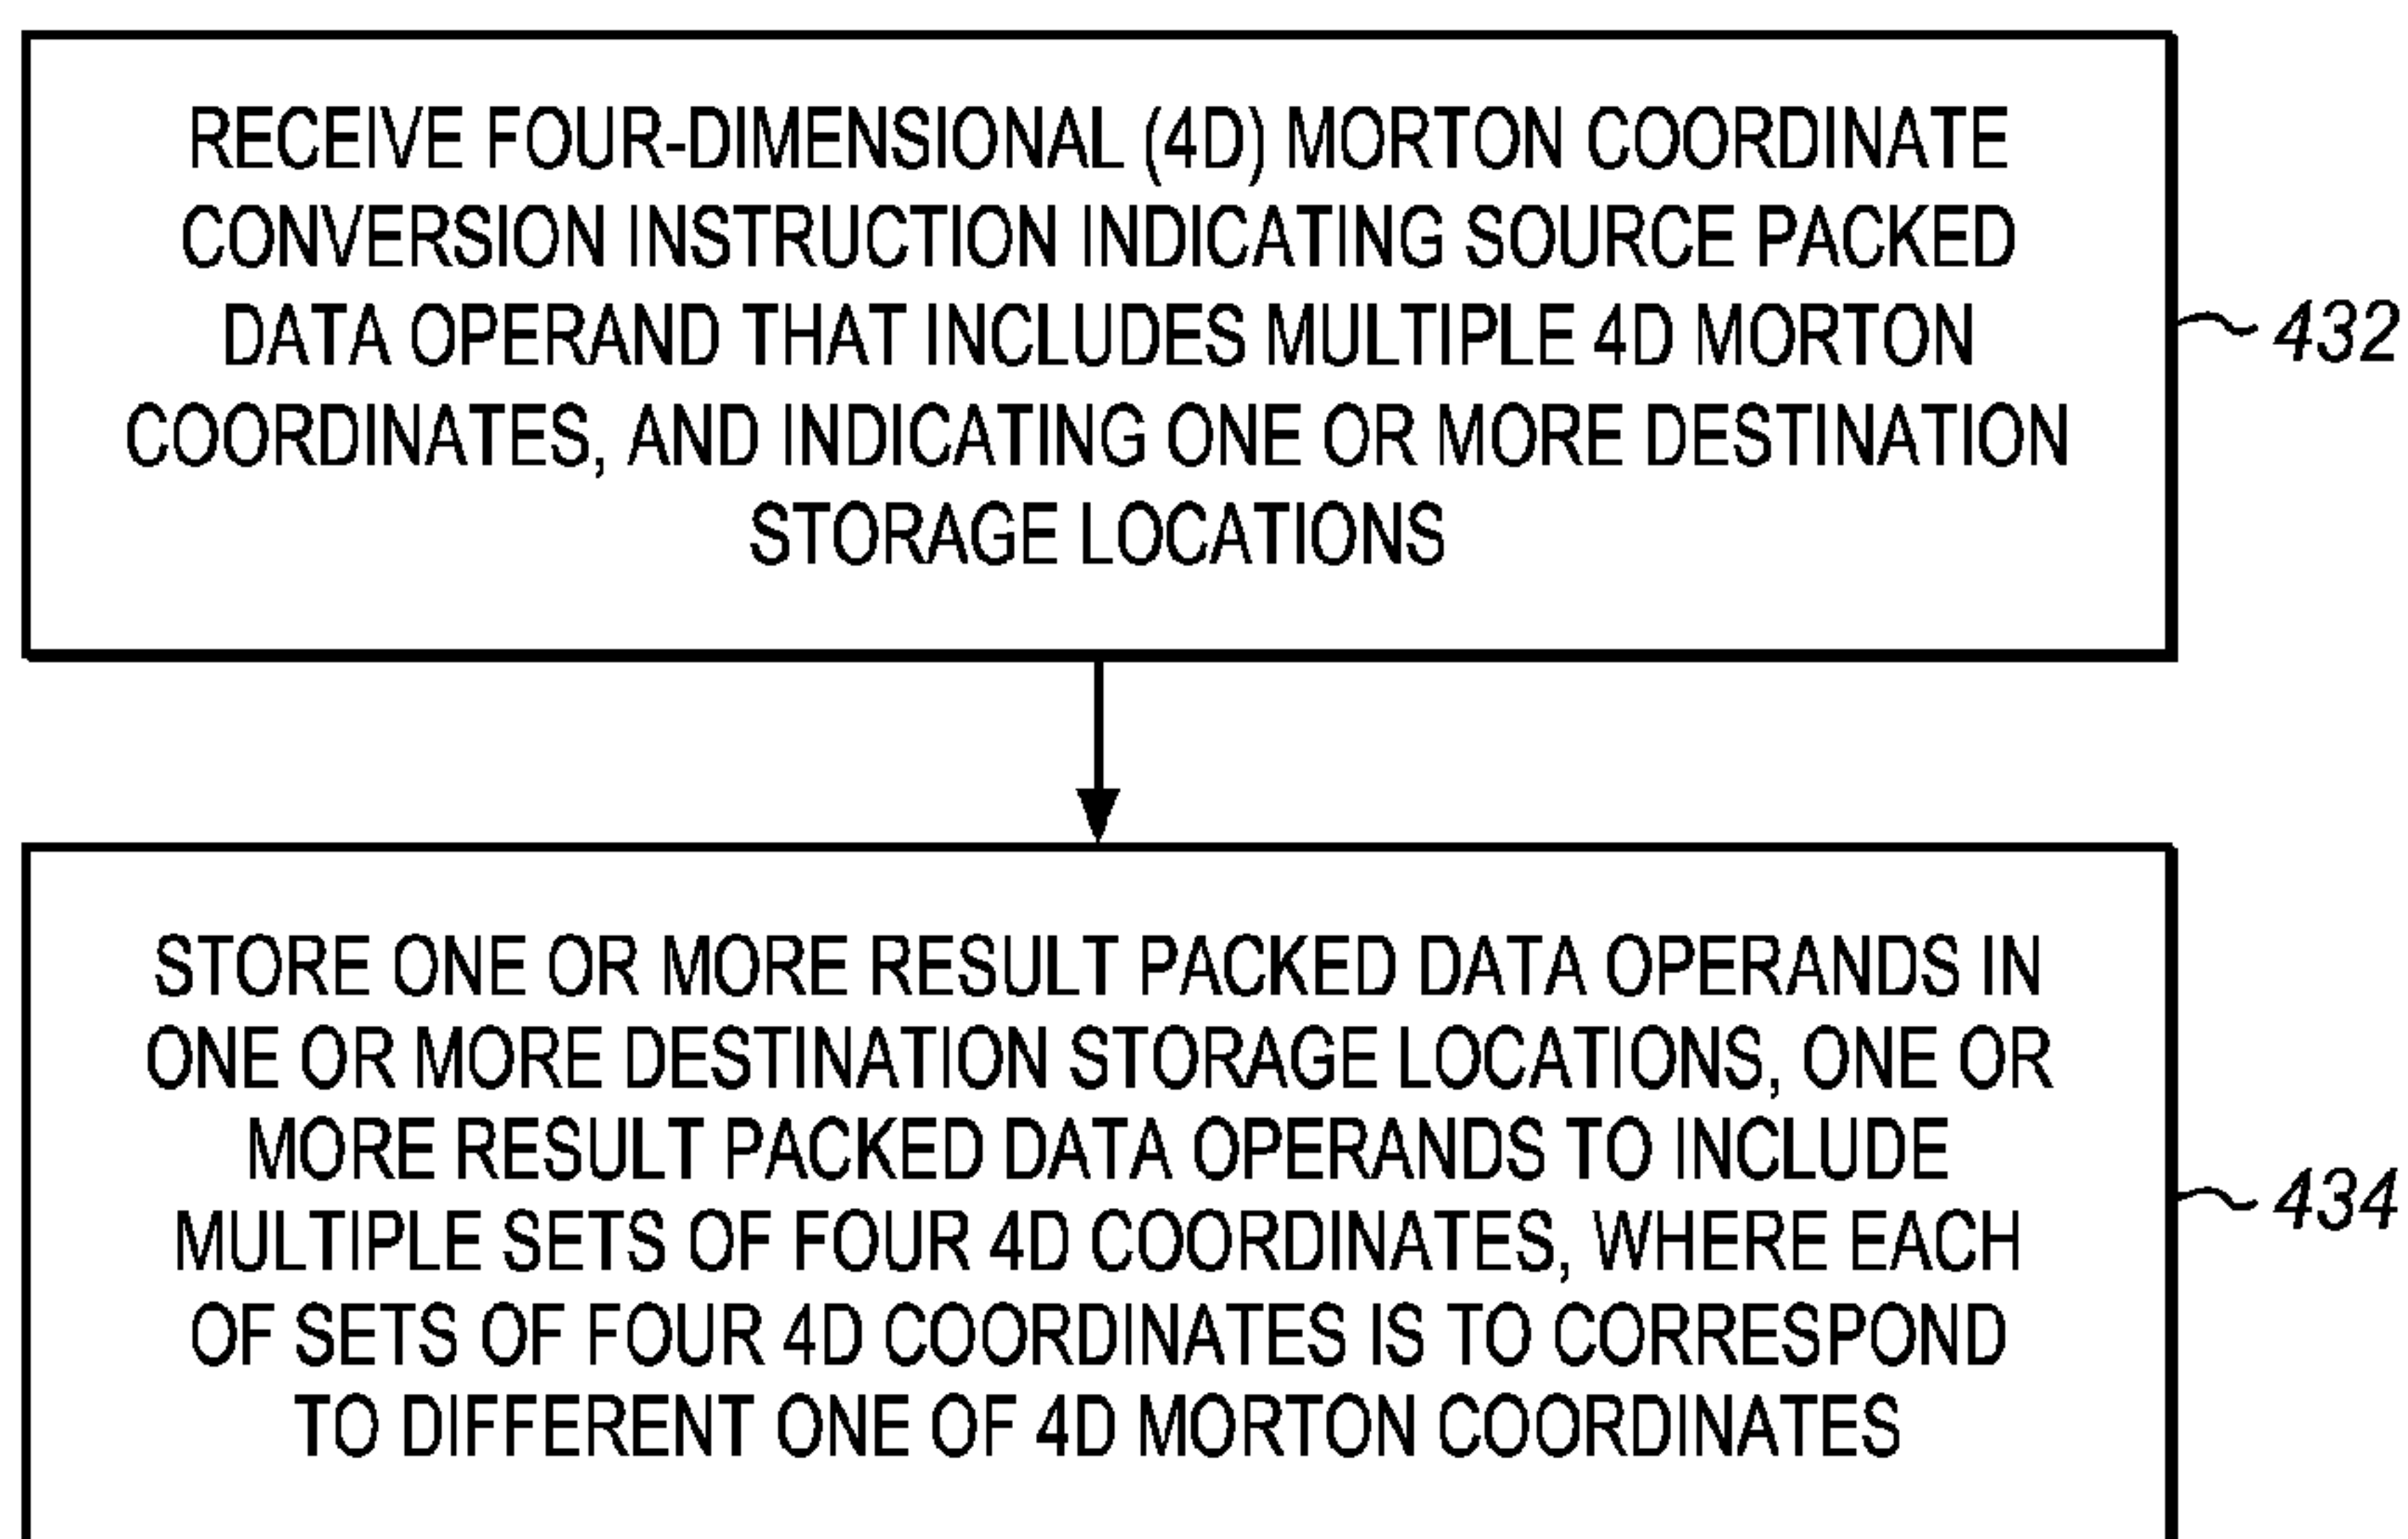 RECEIVE FOUR-DIMENSIONAL (4D) MORTON COORDINATE
CONVERSION INSTRUCTION INDICATING SOURCE PACKED
DATA OPERAND THAT INCLUDES MULTIPLE 4D MORTON
COORDINATES, AND INDICATING ONE OR MORE DESTINATION
STORAGE LOCATIONS
432
STORE ONE OR MORE RESULT PACKED DATA OPERANDS IN
ONE OR MORE DESTINATION STORAGE LOCATIONS, ONE OR
MORE RESULT PACKED DATA OPERANDS TO INCLUDE
MULTIPLE SETS OF FOUR 4D COORDINATES, WHERE EACH
OF SETS OF FOUR 4D COORDINATES IS TO CORRESPOND
TO DIFFERENT ONE OF 4D MORTON COORDINATES
434